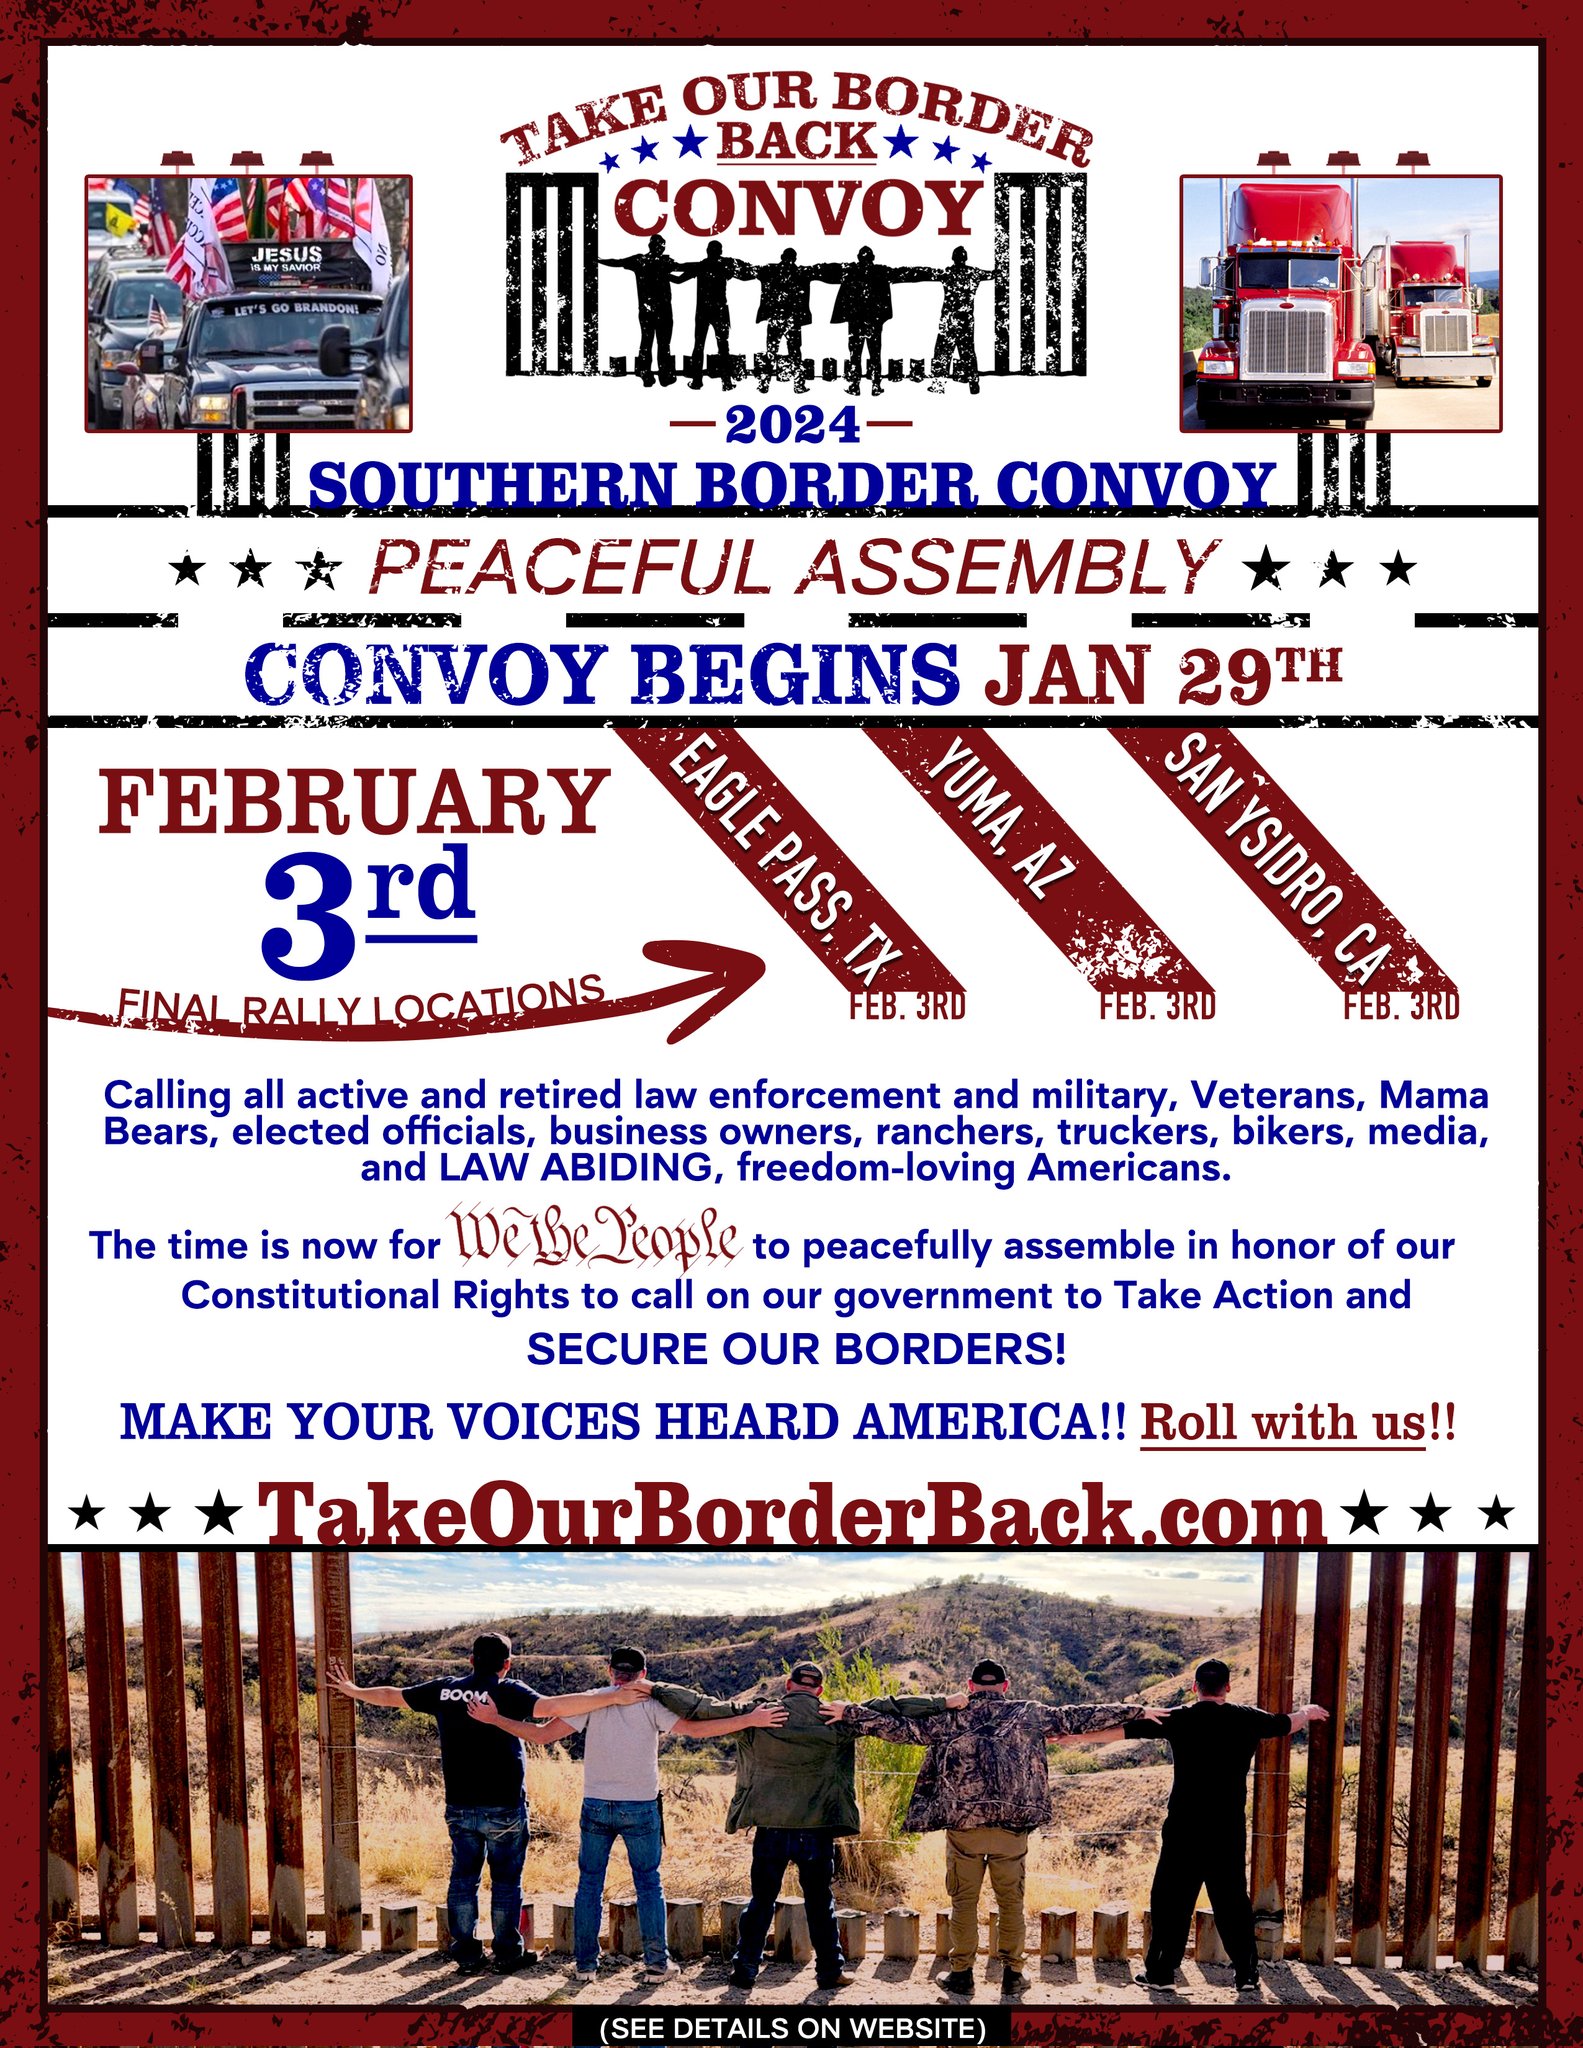 TAKE OUR BORDER
BACK
CONVOY
JESUS
IS MY SAVIOR
LET'S GO BRANDON!
NO
—2024—
SOUTHERN BORDER CONVOY
PEACEFUL ASSEMBLY
CONVOY BEGINS JAN 29TH
FEBRUARY
3rd
FINAL RALLY LOCATIONS
EAGLE PASS, TX
FEB. 3RD
YUMA, AZ
FEB. 3RD
SAN YSIDRO, CA
FEB. 3RD
Calling all active and retired law enforcement and military, Veterans, Mama
Bears, elected officials, business owners, ranchers, truckers, bikers, media,
and LAW ABIDING, freedom-loving Americans.
The time is now for We the People to peacefully assemble in honor of our
Constitutional Rights to call on our government to Take Action and
SECURE OUR BORDERS!
MAKE YOUR VOICES HEARD AMERICA!! Roll with us!!
TakeOurBorderBack.com
BOOM
(SEE DETAILS ON WEBSITE)